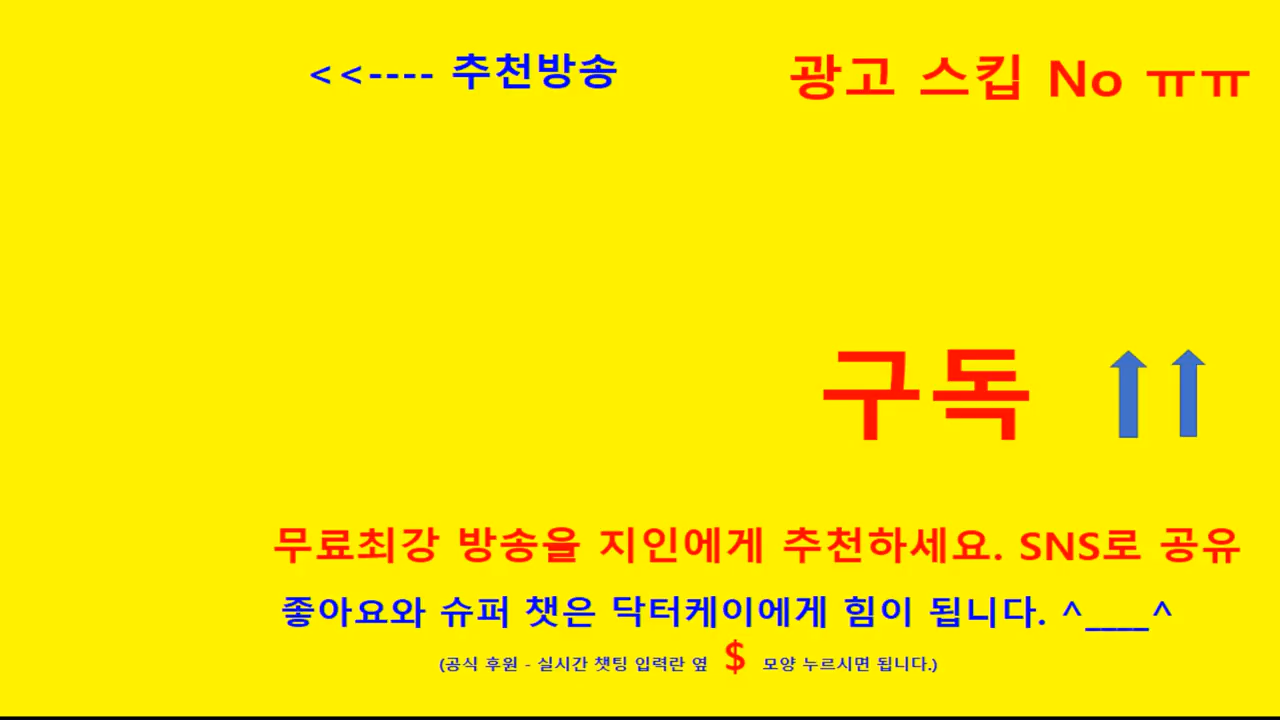 <<---- 추천방송
광고 스킵 No ㅠㅠ
구독
무료최강 방송을 지인에게 추천하세요. SNS로 공유
좋아요와 슈퍼 챗은 닥터케이에게 힘이 됩니다. ^____^
(공식 후원 - 실시간 챗팅 입력란 옆 $ 모양 누르시면 됩니다.)